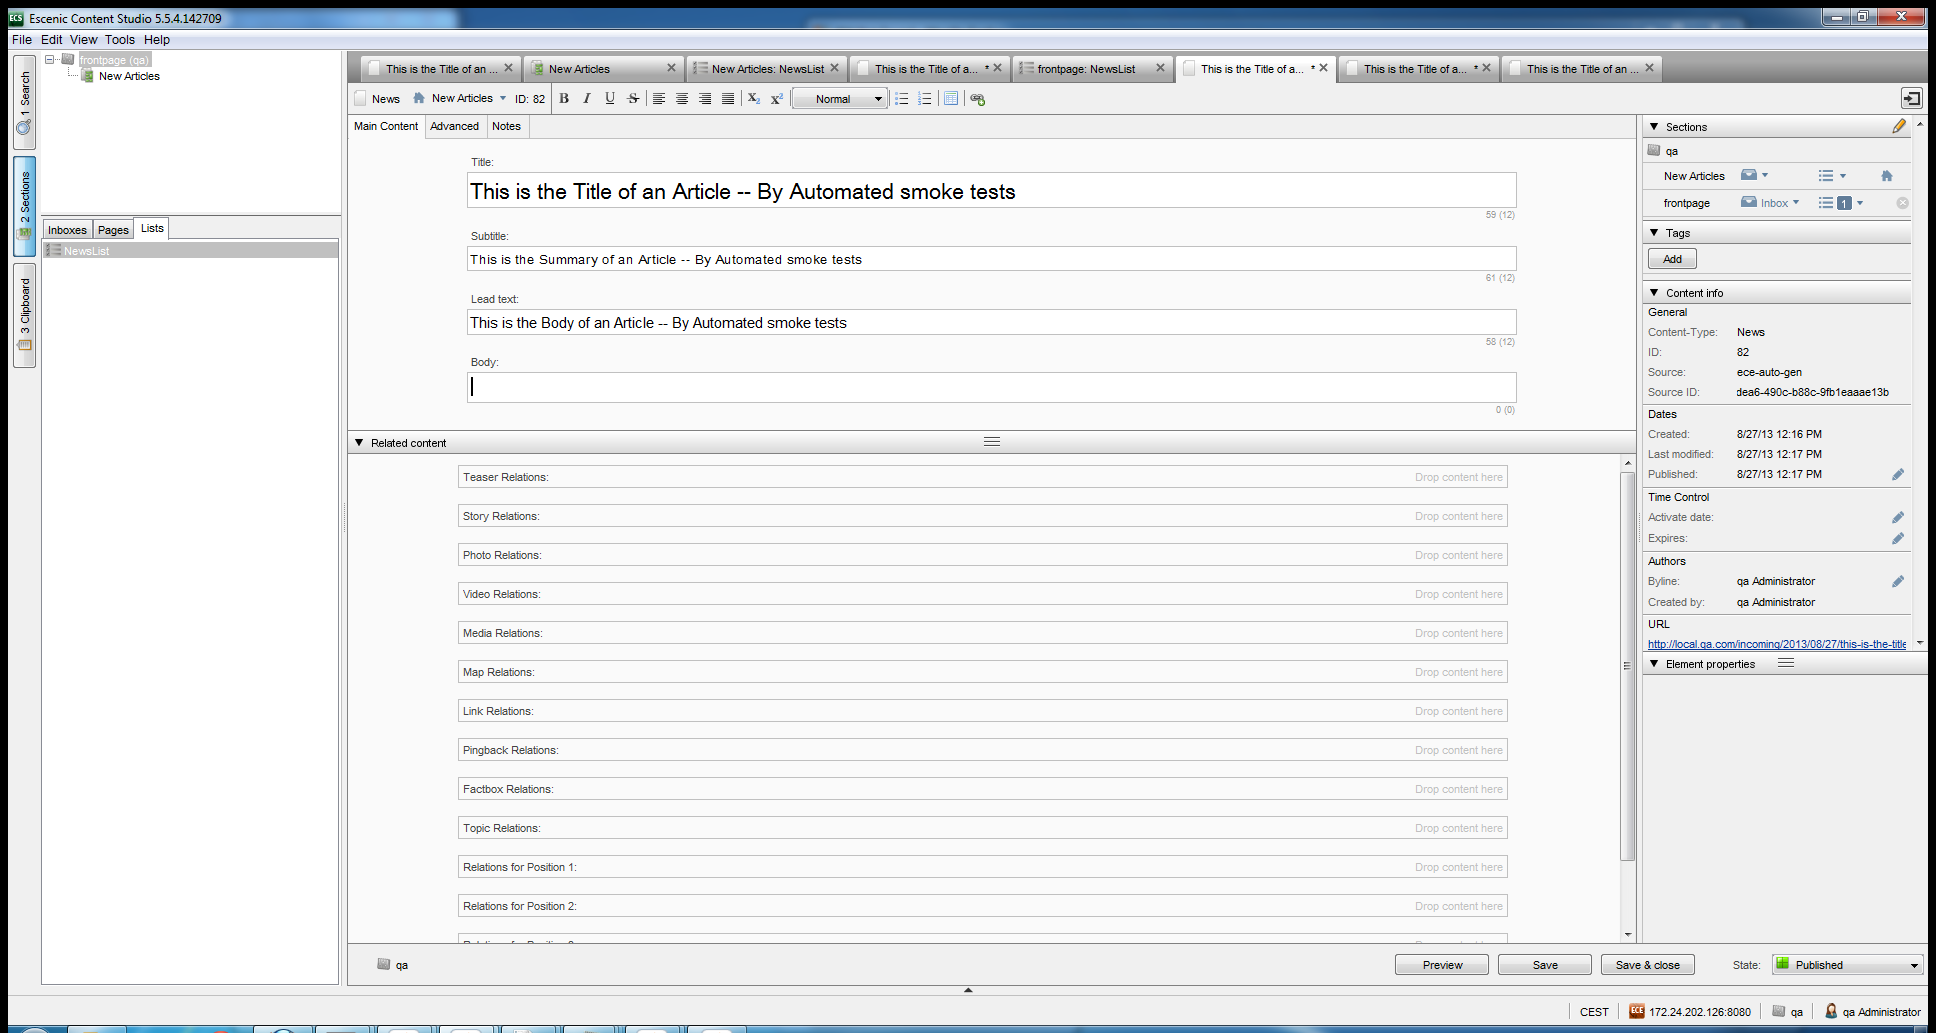 Escenic Content Studio 5.5.4.142709
File Edit View Tools Help
1 Search
2 Sections
3 Clipboard
frontpage (qa)
New Articles
Inboxes Pages Lists
NewsList
This is the Title of an ...
New Articles
New Articles: NewsList
This is the Title of a... *
frontpage: NewsList
This is the Title of a... *
This is the Title of a... *
This is the Title of an ...
News New Articles ID: 82 B I U S X2 X2 Normal
Main Content Advanced Notes
Title:
This is the Title of an Article -- By Automated smoke tests
59 (12)
Subtitle:
This is the Summary of an Article -- By Automated smoke tests
61 (12)
Lead text:
This is the Body of an Article -- By Automated smoke tests
58 (12)
Body:
0 (0)
Related content
Teaser Relations: Drop content here
Story Relations: Drop content here
Photo Relations: Drop content here
Video Relations: Drop content here
Media Relations: Drop content here
Map Relations: Drop content here
Link Relations: Drop content here
Pingback Relations: Drop content here
Factbox Relations: Drop content here
Topic Relations: Drop content here
Relations for Position 1: Drop content here
Relations for Position 2: Drop content here
Sections
qa
New Articles
frontpage Inbox 1
Tags
Add
Content info
General
Content-Type: News
ID: 82
Source: ece-auto-gen
Source ID: dea6-490c-b88c-9fb1eaaae13b
Dates
Created: 8/27/13 12:16 PM
Last modified: 8/27/13 12:17 PM
Published: 8/27/13 12:17 PM
Time Control
Activate date:
Expires:
Authors
Byline: qa Administrator
Created by: qa Administrator
URL
http://local.qa.com/incoming/2013/08/27/this-is-the-title
Element properties
qa Preview Save Save & close State: Published
CEST ECE 172.24.202.126:8080 qa qa Administrator